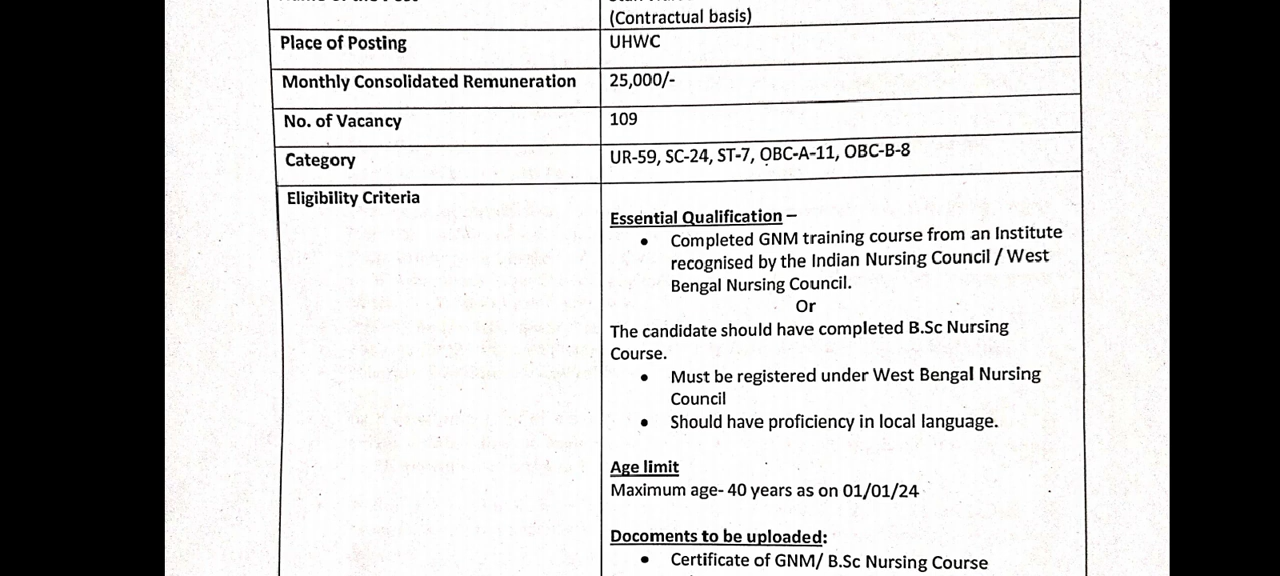 (Contractual basis)
Place of Posting
UHWC
Monthly Consolidated Remuneration
25,000/-
No. of Vacancy
109
Category
UR-59, SC-24, ST-7, OBC-A-11, OBC-B-8
Eligibility Criteria
Essential Qualification –
• Completed GNM training course from an Institute
recognised by the Indian Nursing Council / West
Bengal Nursing Council.
Or
The candidate should have completed B.Sc Nursing
Course.
• Must be registered under West Bengal Nursing
Council
• Should have proficiency in local language.
Age limit
Maximum age- 40 years as on 01/01/24
Docoments to be uploaded:
• Certificate of GNM/ B.Sc Nursing Course